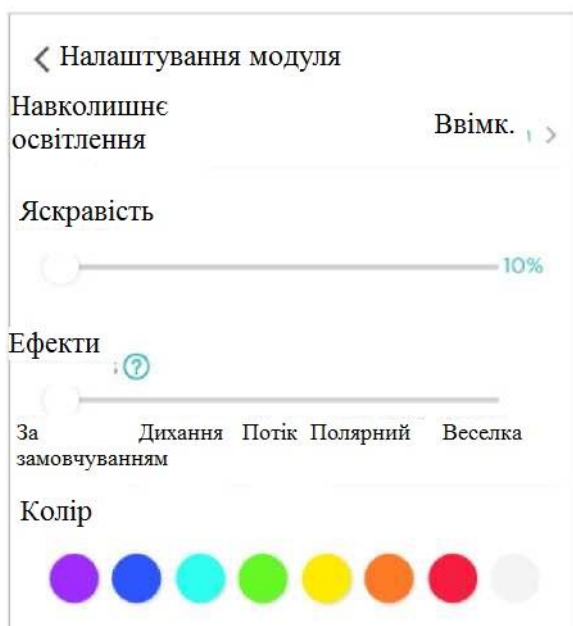 Налаштування модуля
Навколишнє
освітлення
Ввімк.
Яскравість
10%
Ефекти
?
За
замовчуванням
Дихання
Потік
Полярний
Веселка
Колір